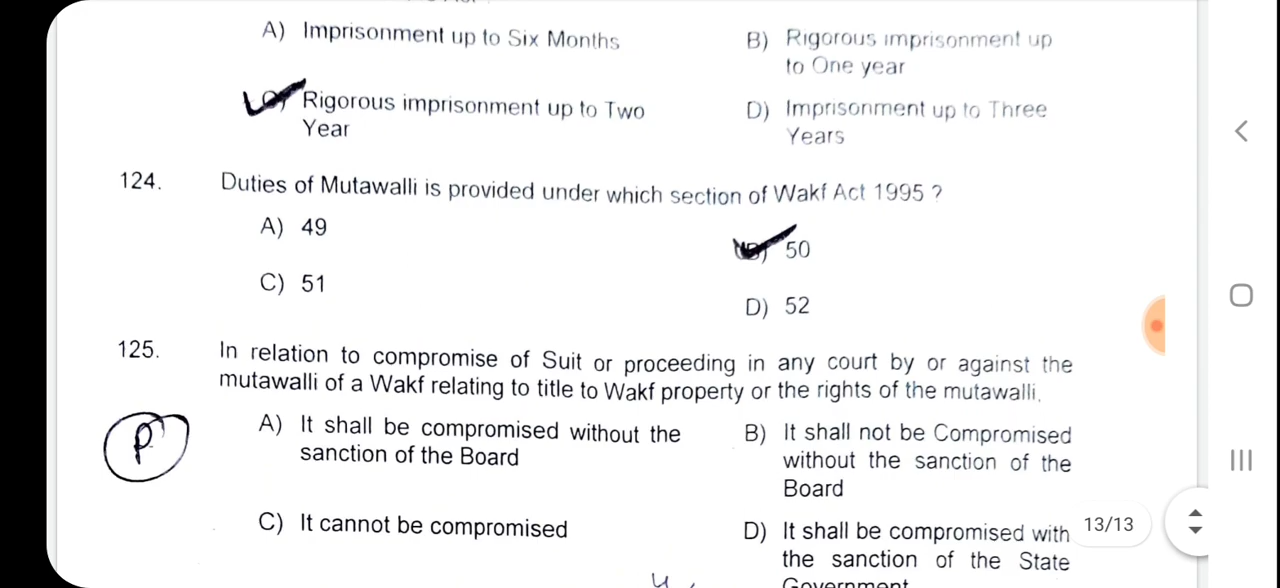 A) Imprisonment up to Six Months
B) Rigorous imprisonment up
to One year
Rigorous imprisonment up to Two
Year
D) Imprisonment up to Three
Years
124. Duties of Mutawalli is provided under which section of Wakf Act 1995 ?
A) 49
B) 50
C) 51
D) 52
125. In relation to compromise of Suit or proceeding in any court by or against the
mutawalli of a Wakf relating to title to Wakf property or the rights of the mutawalli.
P
A) It shall be compromised without the
sanction of the Board
B) It shall not be Compromised
without the sanction of the
Board
C) It cannot be compromised
D) It shall be compromised with
the sanction of the State
Government
13/13